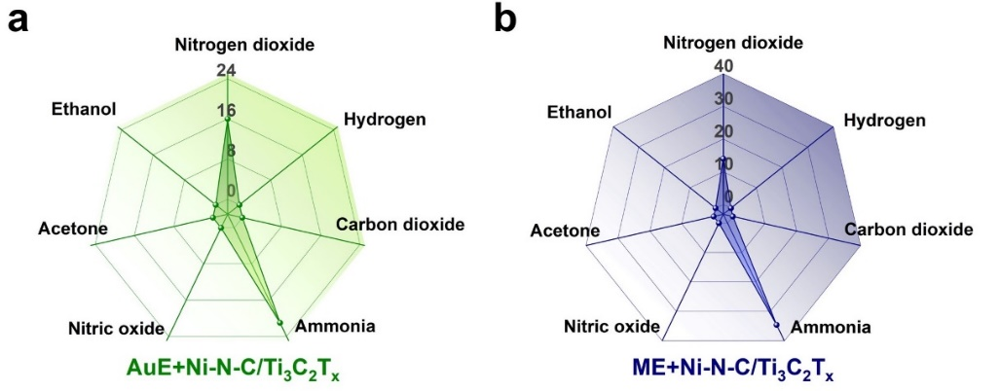 a
Nitrogen dioxide
24
16
8
0
Ethanol
Hydrogen
Acetone
Carbon dioxide
Nitric oxide
Ammonia
AuE+Ni-N-C/Ti₃C₂Tₓ
b
Nitrogen dioxide
40
30
20
10
0
Ethanol
Hydrogen
Acetone
Carbon dioxide
Nitric oxide
Ammonia
ME+Ni-N-C/Ti₃C₂Tₓ